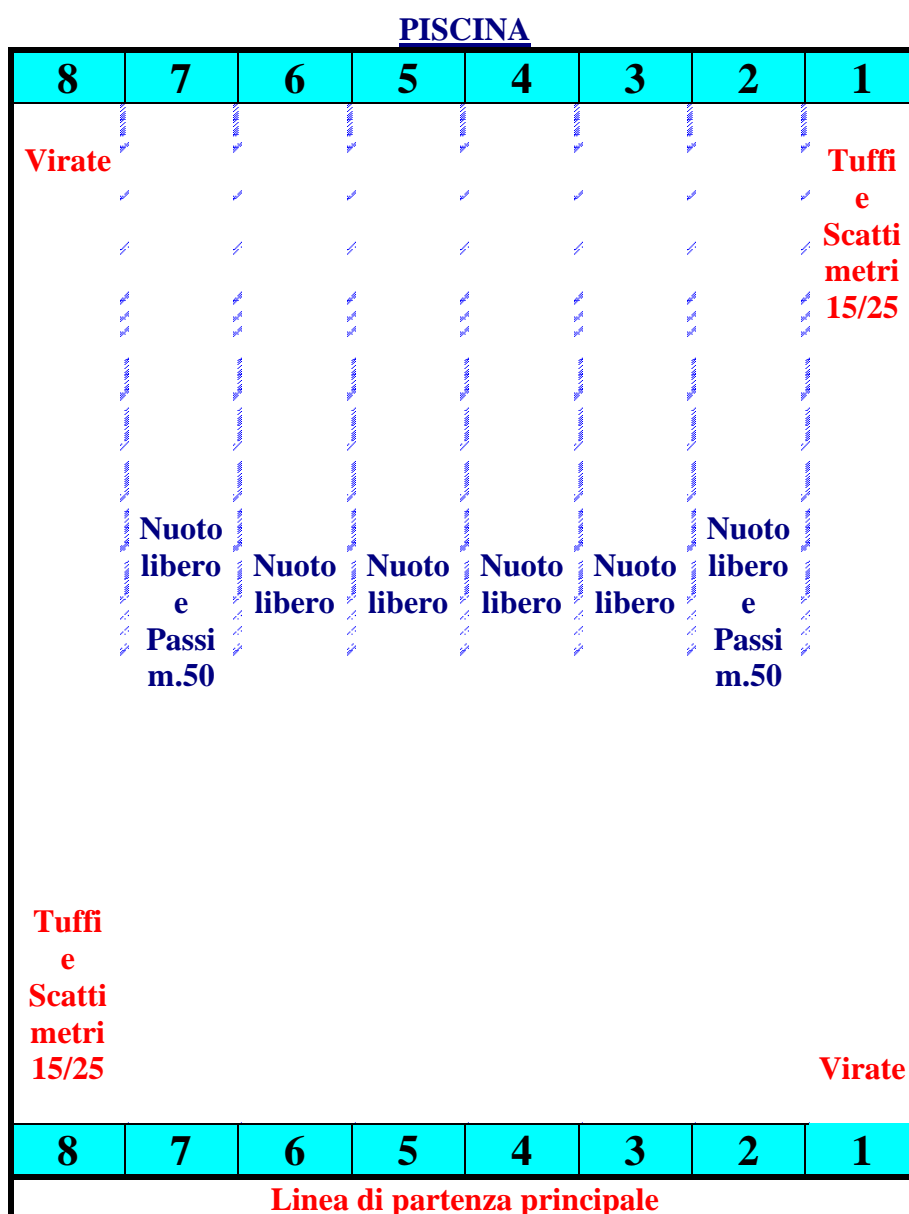 PISCINA
8 7 6 5 4 3 2 1
Virate
Tuffi
e
Scatti
metri
15/25
Nuoto
libero
e
Passi
m.50
Nuoto
libero
Nuoto
libero
Nuoto
libero
Nuoto
libero
Nuoto
libero
e
Passi
m.50
Tuffi
e
Scatti
metri
15/25
Virate
8 7 6 5 4 3 2 1
Linea di partenza principale